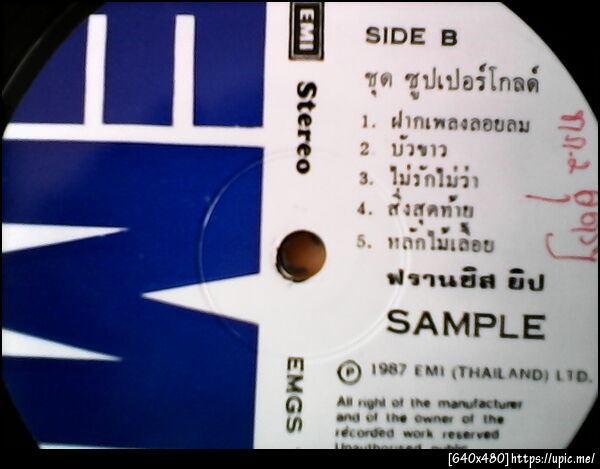 EMI
Stereo
SIDE B
ชุด ซูปเปอร์โกลด์
1. ฝากเพลงลอยลม
2 บัวขาว
3. ไม่รักไม่ว่า
4. ส่งสุดท้าย
5. หลักไม้เลื้อย
ฟรานซิส ยิป
SAMPLE
Ⓟ 1987 EMI (THAILAND) LTD.
EMGS
All right of the manufacturer
and of the owner of the
recorded work reserved
Unauthorised public
[640x480]https://upic.me/